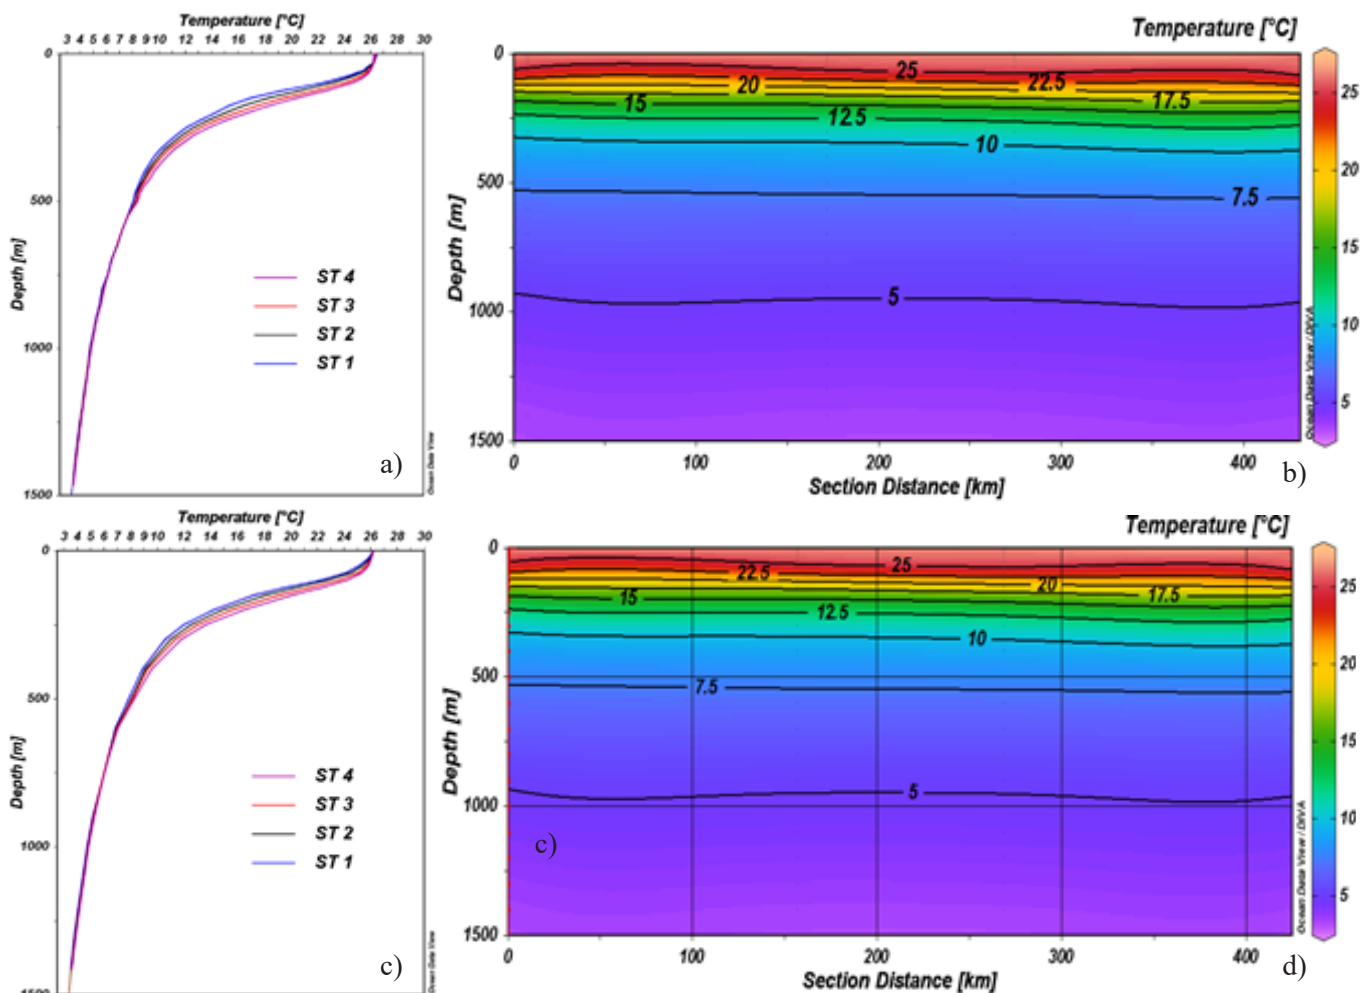 Temperature [°C]
3 4 5 6 7 8 9 10 12 14 16 18 20 22 24 26 28 30
0
500
1000
1500
Depth [m]
ST 4
ST 3
ST 2
ST 1
a)
Ocean Data View
Temperature [°C]
0
500
1000
1500
Depth [m]
25
20
22.5
15
17.5
12.5
10
7.5
5
0 100 200 300 400
Section Distance [km]
Ocean Data View / DIVA
25
20
15
10
5
b)
Temperature [°C]
3 4 5 6 7 8 9 10 12 14 16 18 20 22 24 26 28 30
0
500
1000
1500
Depth [m]
ST 4
ST 3
ST 2
ST 1
c)
Ocean Data View
Temperature [°C]
0
500
1000
1500
Depth [m]
25
22.5
20
15
17.5
12.5
10
7.5
5
c)
0 100 200 300 400
Section Distance [km]
Ocean Data View / DIVA
25
20
15
10
5
d)